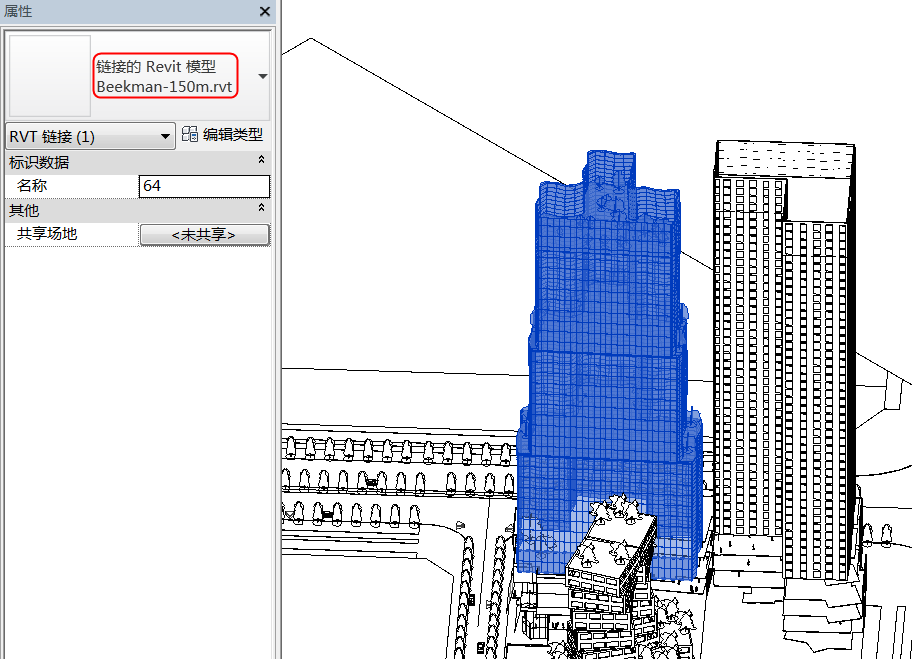 属性
链接的 Revit 模型
Beekman-150m.rvt
RVT 链接 (1)
编辑类型
标识数据
名称
64
其他
共享场地
<未共享>